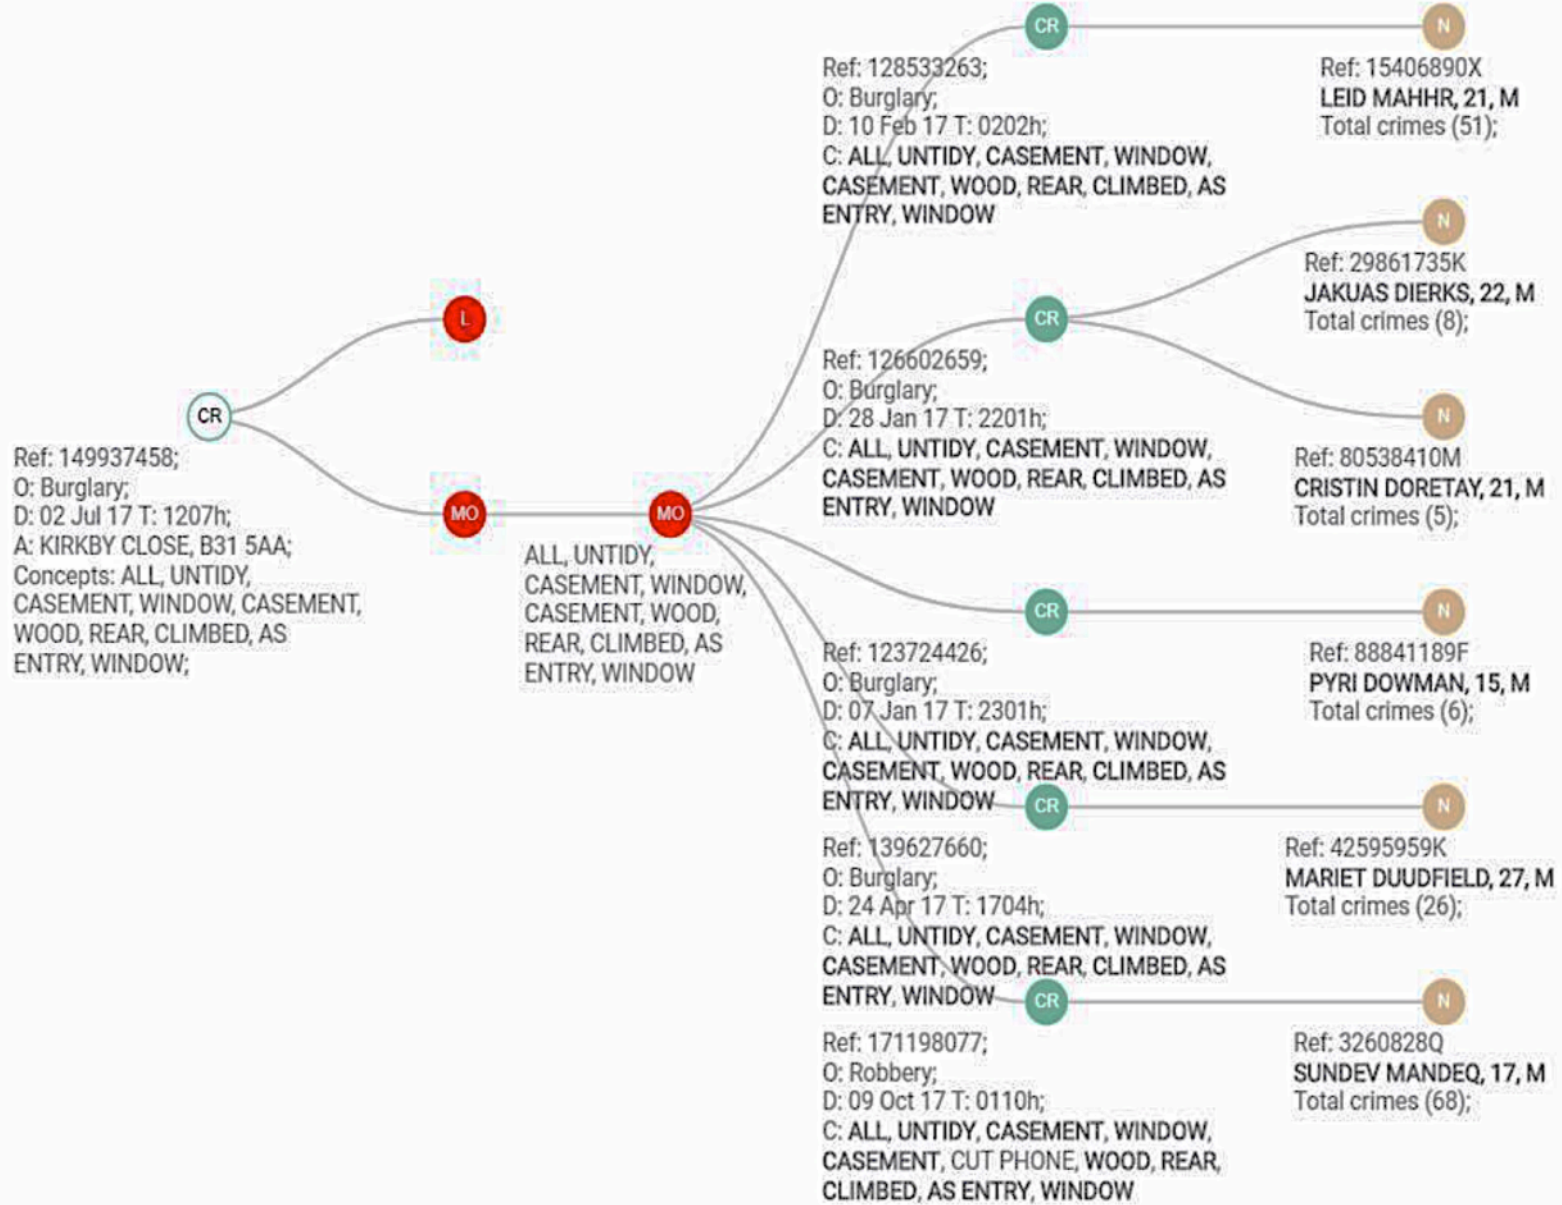 CR
Ref: 149937458;
O: Burglary;
D: 02 Jul 17 T: 1207h;
A: KIRKBY CLOSE, B31 5AA;
Concepts: ALL, UNTIDY,
CASEMENT, WINDOW, CASEMENT,
WOOD, REAR, CLIMBED, AS
ENTRY, WINDOW;
L
MO
MO
ALL, UNTIDY,
CASEMENT, WINDOW,
CASEMENT, WOOD,
REAR, CLIMBED, AS
ENTRY, WINDOW
CR
Ref: 128533263;
O: Burglary;
D: 10 Feb 17 T: 0202h;
C: ALL, UNTIDY, CASEMENT, WINDOW,
CASEMENT, WOOD, REAR, CLIMBED, AS
ENTRY, WINDOW
N
Ref: 15406890X
LEID MAHHR, 21, M
Total crimes (51);
CR
Ref: 126602659;
O: Burglary;
D: 28 Jan 17 T: 2201h;
C: ALL, UNTIDY, CASEMENT, WINDOW,
CASEMENT, WOOD, REAR, CLIMBED, AS
ENTRY, WINDOW
N
Ref: 29861735K
JAKUAS DIERKS, 22, M
Total crimes (8);
N
Ref: 80538410M
CRISTIN DORETAY, 21, M
Total crimes (5);
CR
Ref: 123724426;
O: Burglary;
D: 07 Jan 17 T: 2301h;
C: ALL, UNTIDY, CASEMENT, WINDOW,
CASEMENT, WOOD, REAR, CLIMBED, AS
ENTRY, WINDOW
N
Ref: 88841189F
PYRI DOWMAN, 15, M
Total crimes (6);
CR
Ref: 139627660;
O: Burglary;
D: 24 Apr 17 T: 1704h;
C: ALL, UNTIDY, CASEMENT, WINDOW,
CASEMENT, WOOD, REAR, CLIMBED, AS
ENTRY, WINDOW
N
Ref: 42595959K
MARIET DUUDFIELD, 27, M
Total crimes (26);
CR
Ref: 171198077;
O: Robbery;
D: 09 Oct 17 T: 0110h;
C: ALL, UNTIDY, CASEMENT, WINDOW,
CASEMENT, CUT PHONE, WOOD, REAR,
CLIMBED, AS ENTRY, WINDOW
N
Ref: 3260828Q
SUNDEV MANDEQ, 17, M
Total crimes (68);